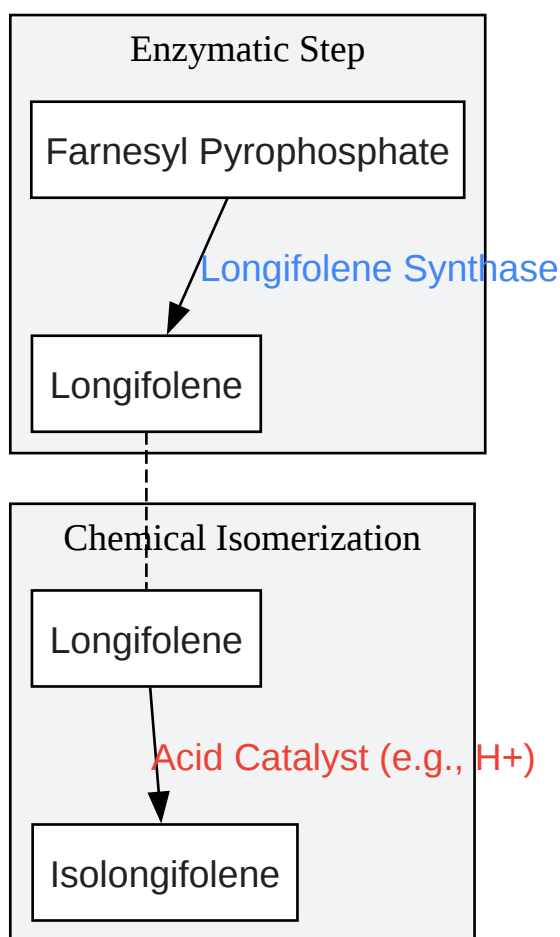 Enzymatic Step
Farnesyl Pyrophosphate
Longifolene Synthase
Longifolene
Chemical Isomerization
Longifolene
Acid Catalyst (e.g., H+)
Isolongifolene